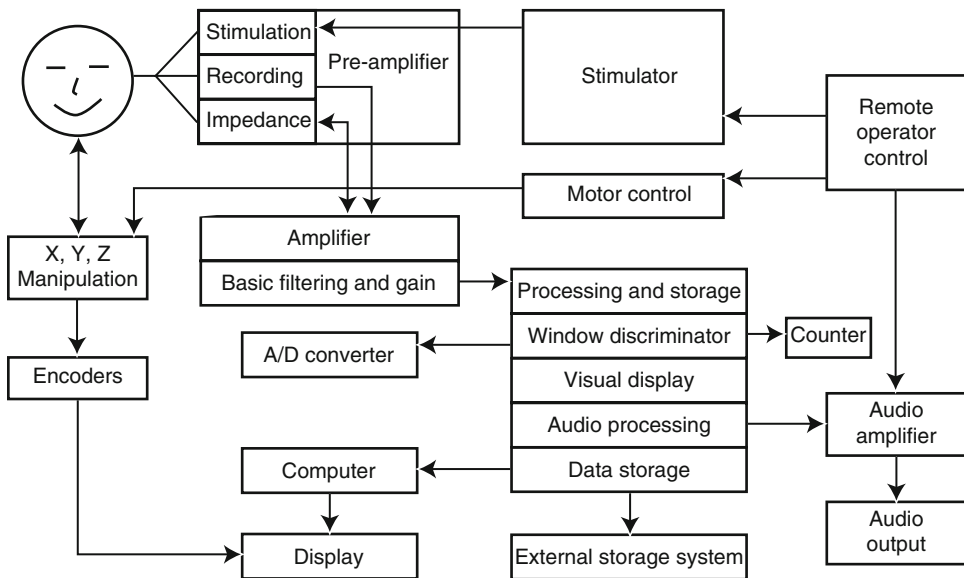 Stimulation
Recording
Impedance
Pre-amplifier
Stimulator
Remote
operator
control
Motor control
X, Y, Z
Manipulation
Amplifier
Basic filtering and gain
Processing and storage
Window discriminator
Counter
A/D converter
Encoders
Visual display
Audio processing
Audio
amplifier
Computer
Data storage
Display
External storage system
Audio
output